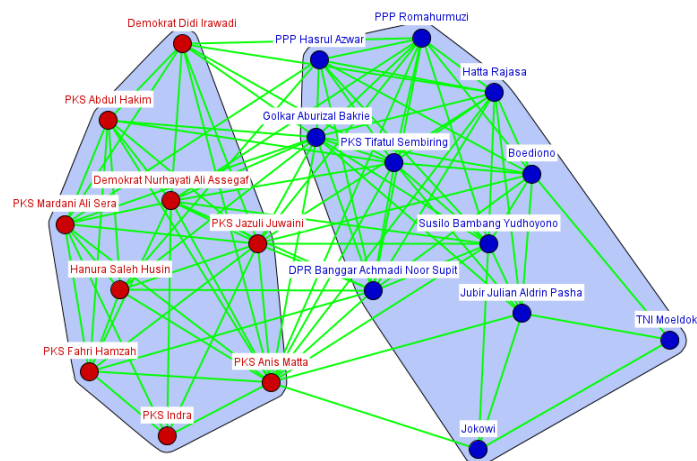 PPP Romahurmuzi
Demokrat Didi Irawadi
PPP Hasrul Azwar
Hatta Rajasa
PKS Abdul Hakim
Golkar Aburizal Bakrie
PKS Tifatul Sembiring
Boediono
Demokrat Nurhayati Ali Assegaf
PKS Mardani Ali Sera
PKS Jazuli Juwaini
Susilo Bambang Yudhoyono
Hanura Saleh Husin
DPR Banggar Achmadi Noor Supit
Jubir Julian Aldrin Pasha
TNI Moeldok
PKS Fahri Hamzah
PKS Anis Matta
PKS Indra
Jokowi